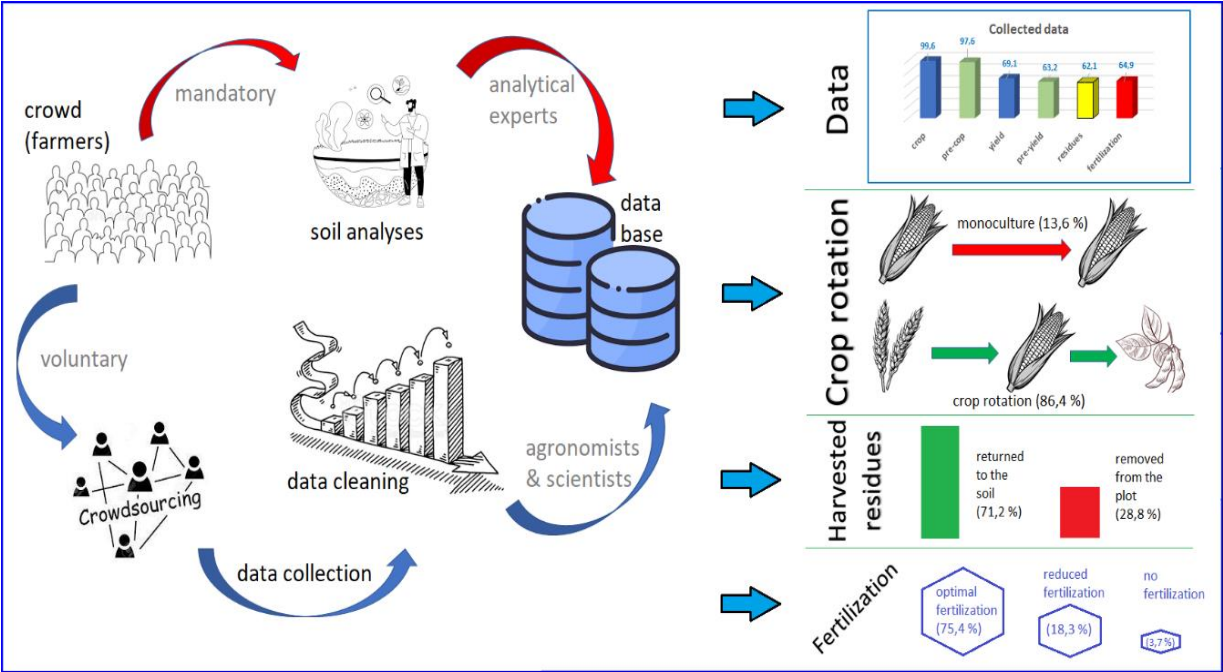 crowd
(farmers)
mandatory
soil analyses
analytical
experts
data
base
voluntary
Crowdsourcing
data collection
data cleaning
agronomists
& scientists
Data
Collected data
99,6
97,6
69,1
63,2
62,1
64,9
crop
pre-cop
yield
pre-yield
residues
fertilization
Crop rotation
monoculture (13,6 %)
crop rotation (86,4 %)
Harvested
residues
returned
to the
soil
(71,2 %)
removed
from the
plot
(28,8 %)
Fertilization
optimal
fertilization
(75,4 %)
reduced
fertilization
(18,3 %)
no
fertilization
(3,7 %)